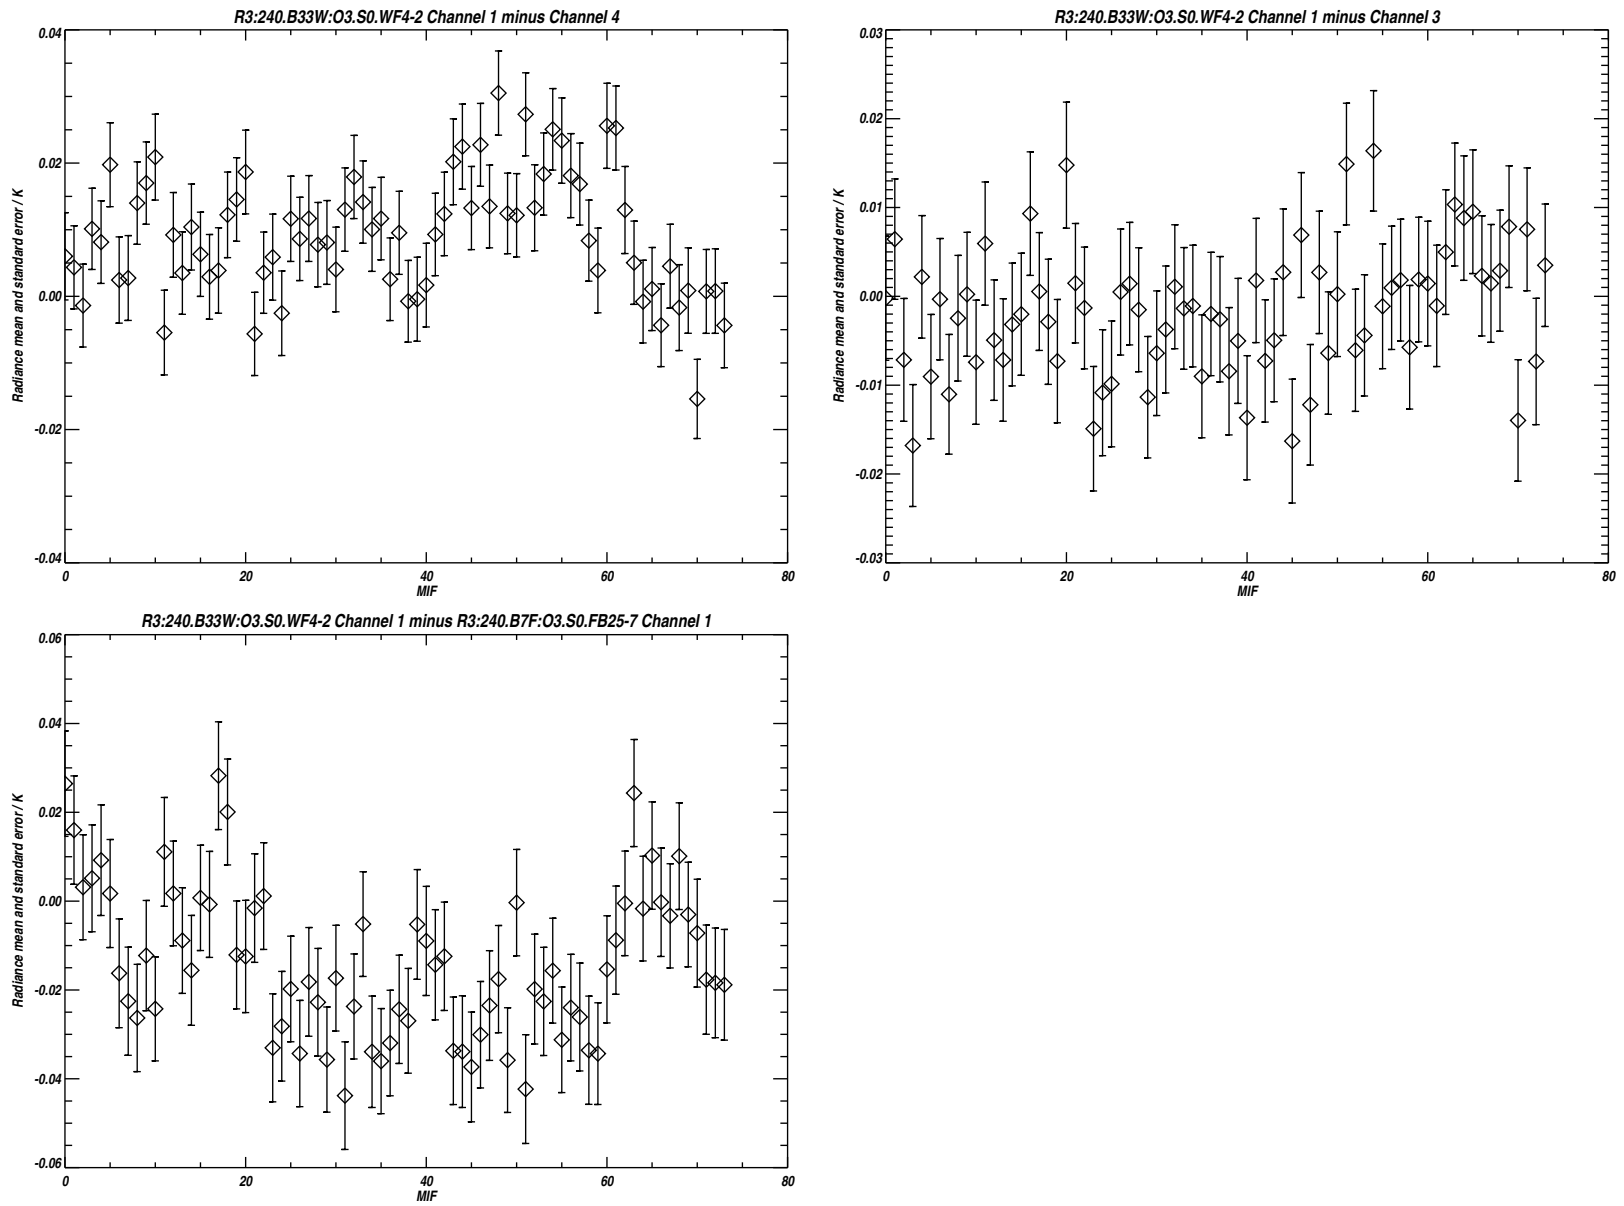 R3:240.B33W:O3.S0.WF4-2 Channel 1 minus Channel 4
0.04
0.02
0.00
-0.02
-0.04
Radiance mean and standard error / K
0 20 40 60 80
MIF
R3:240.B33W:O3.S0.WF4-2 Channel 1 minus Channel 3
0.03
0.02
0.01
0.00
-0.01
-0.02
-0.03
Radiance mean and standard error / K
0 20 40 60 80
MIF
R3:240.B33W:O3.S0.WF4-2 Channel 1 minus R3:240.B7F:O3.S0.FB25-7 Channel 1
0.06
0.04
0.02
0.00
-0.02
-0.04
-0.06
Radiance mean and standard error / K
0 20 40 60 80
MIF